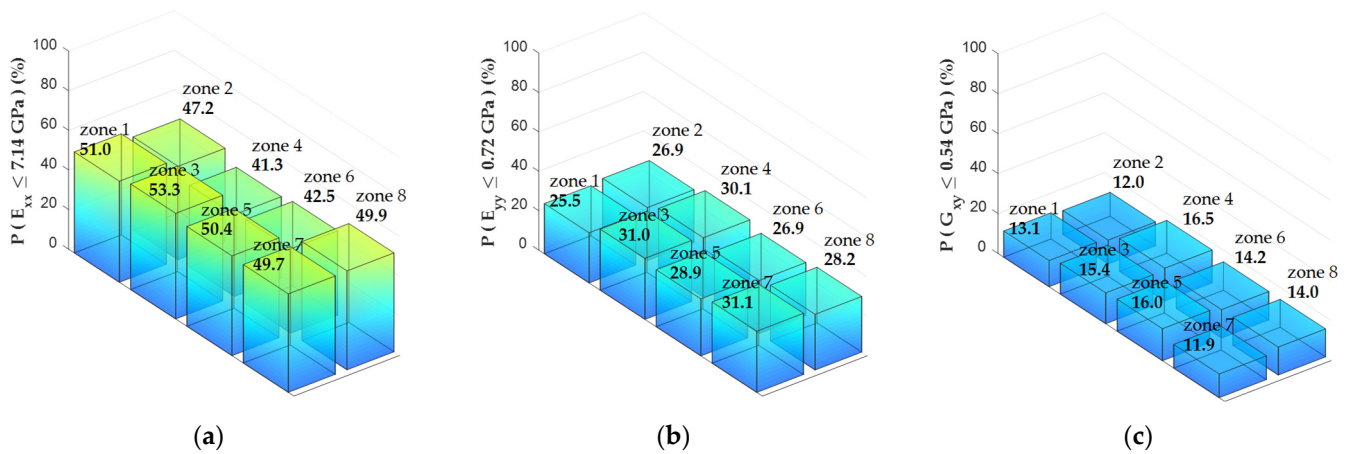 P ( E_xx ≤ 7.14 GPa ) (%)
100
80
60
40
20
0
zone 1
51.0
zone 2
47.2
zone 3
53.3
zone 4
41.3
zone 5
50.4
zone 6
42.5
zone 7
49.7
zone 8
49.9
(a)
P ( E_yy ≤ 0.72 GPa ) (%)
100
80
60
40
20
0
zone 1
25.5
zone 2
26.9
zone 3
31.0
zone 4
30.1
zone 5
28.9
zone 6
26.9
zone 7
31.1
zone 8
28.2
(b)
P ( G_xy ≤ 0.54 GPa ) (%)
100
80
60
40
20
0
zone 1
13.1
zone 2
12.0
zone 3
15.4
zone 4
16.5
zone 5
16.0
zone 6
14.2
zone 7
11.9
zone 8
14.0
(c)